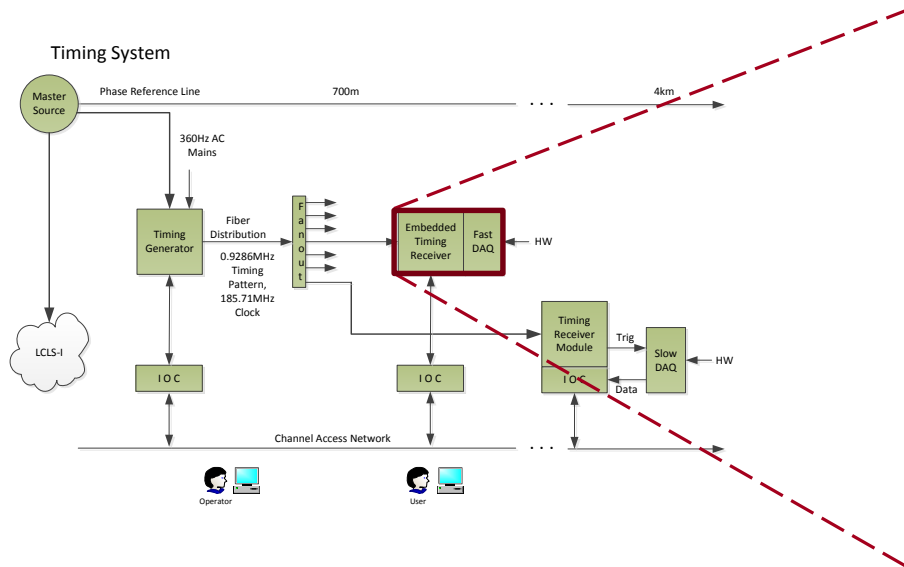 Timing System
Master
Source
Phase Reference Line
700m
. . .
4km
360Hz AC
Mains
Timing
Generator
Fiber
Distribution
0.9286MHz
Timing
Pattern,
185.71MHz
Clock
F
a
n
o
u
t
Embedded
Timing
Receiver
Fast
DAQ
HW
LCLS-I
Timing
Receiver
Module
Trig
Slow
DAQ
HW
I O C
I O C
I O C
Data
Channel Access Network
. . .
Operator
User